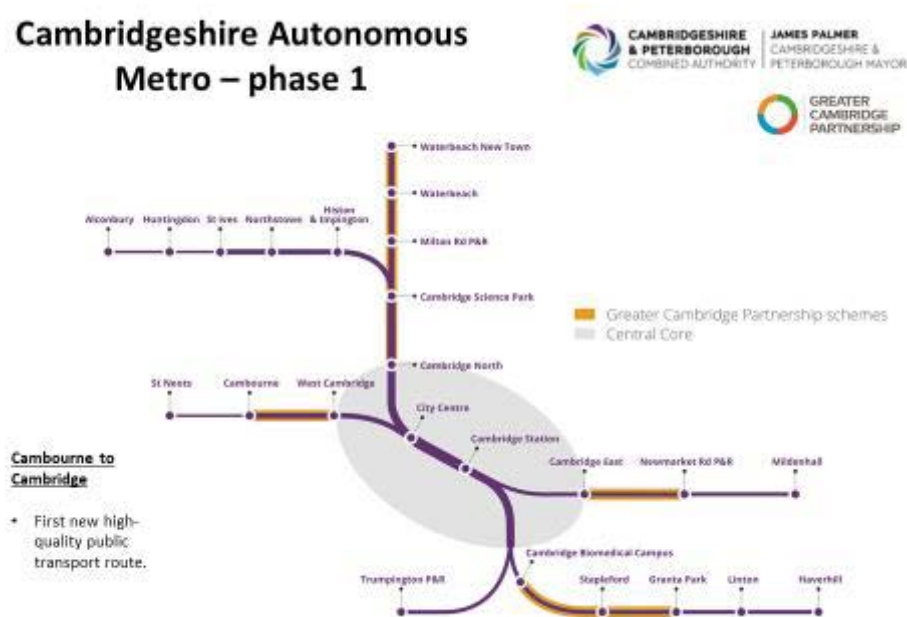 Cambridgeshire Autonomous
Metro – phase 1
CAMBRIDGESHIRE
& PETERBOROUGH
COMBINED AUTHORITY
JAMES PALMER
CAMBRIDGESHIRE &
PETERBOROUGH MAYOR
GREATER
CAMBRIDGE
PARTNERSHIP
Waterbeach New Town
Waterbeach
Alconbury
Huntingdon
St Ives
Northstowe
Histon
& Impington
Milton Rd P&R
Cambridge Science Park
Greater Cambridge Partnership schemes
Central Core
Cambridge North
St Neots
Cambourne
West Cambridge
City Centre
Cambridge Station
Cambourne to
Cambridge
• First new high-
quality public
transport route.
Cambridge East
Newmarket Rd P&R
Mildenhall
Cambridge Biomedical Campus
Trumpington P&R
Stapleford
Granta Park
Linton
Haverhill